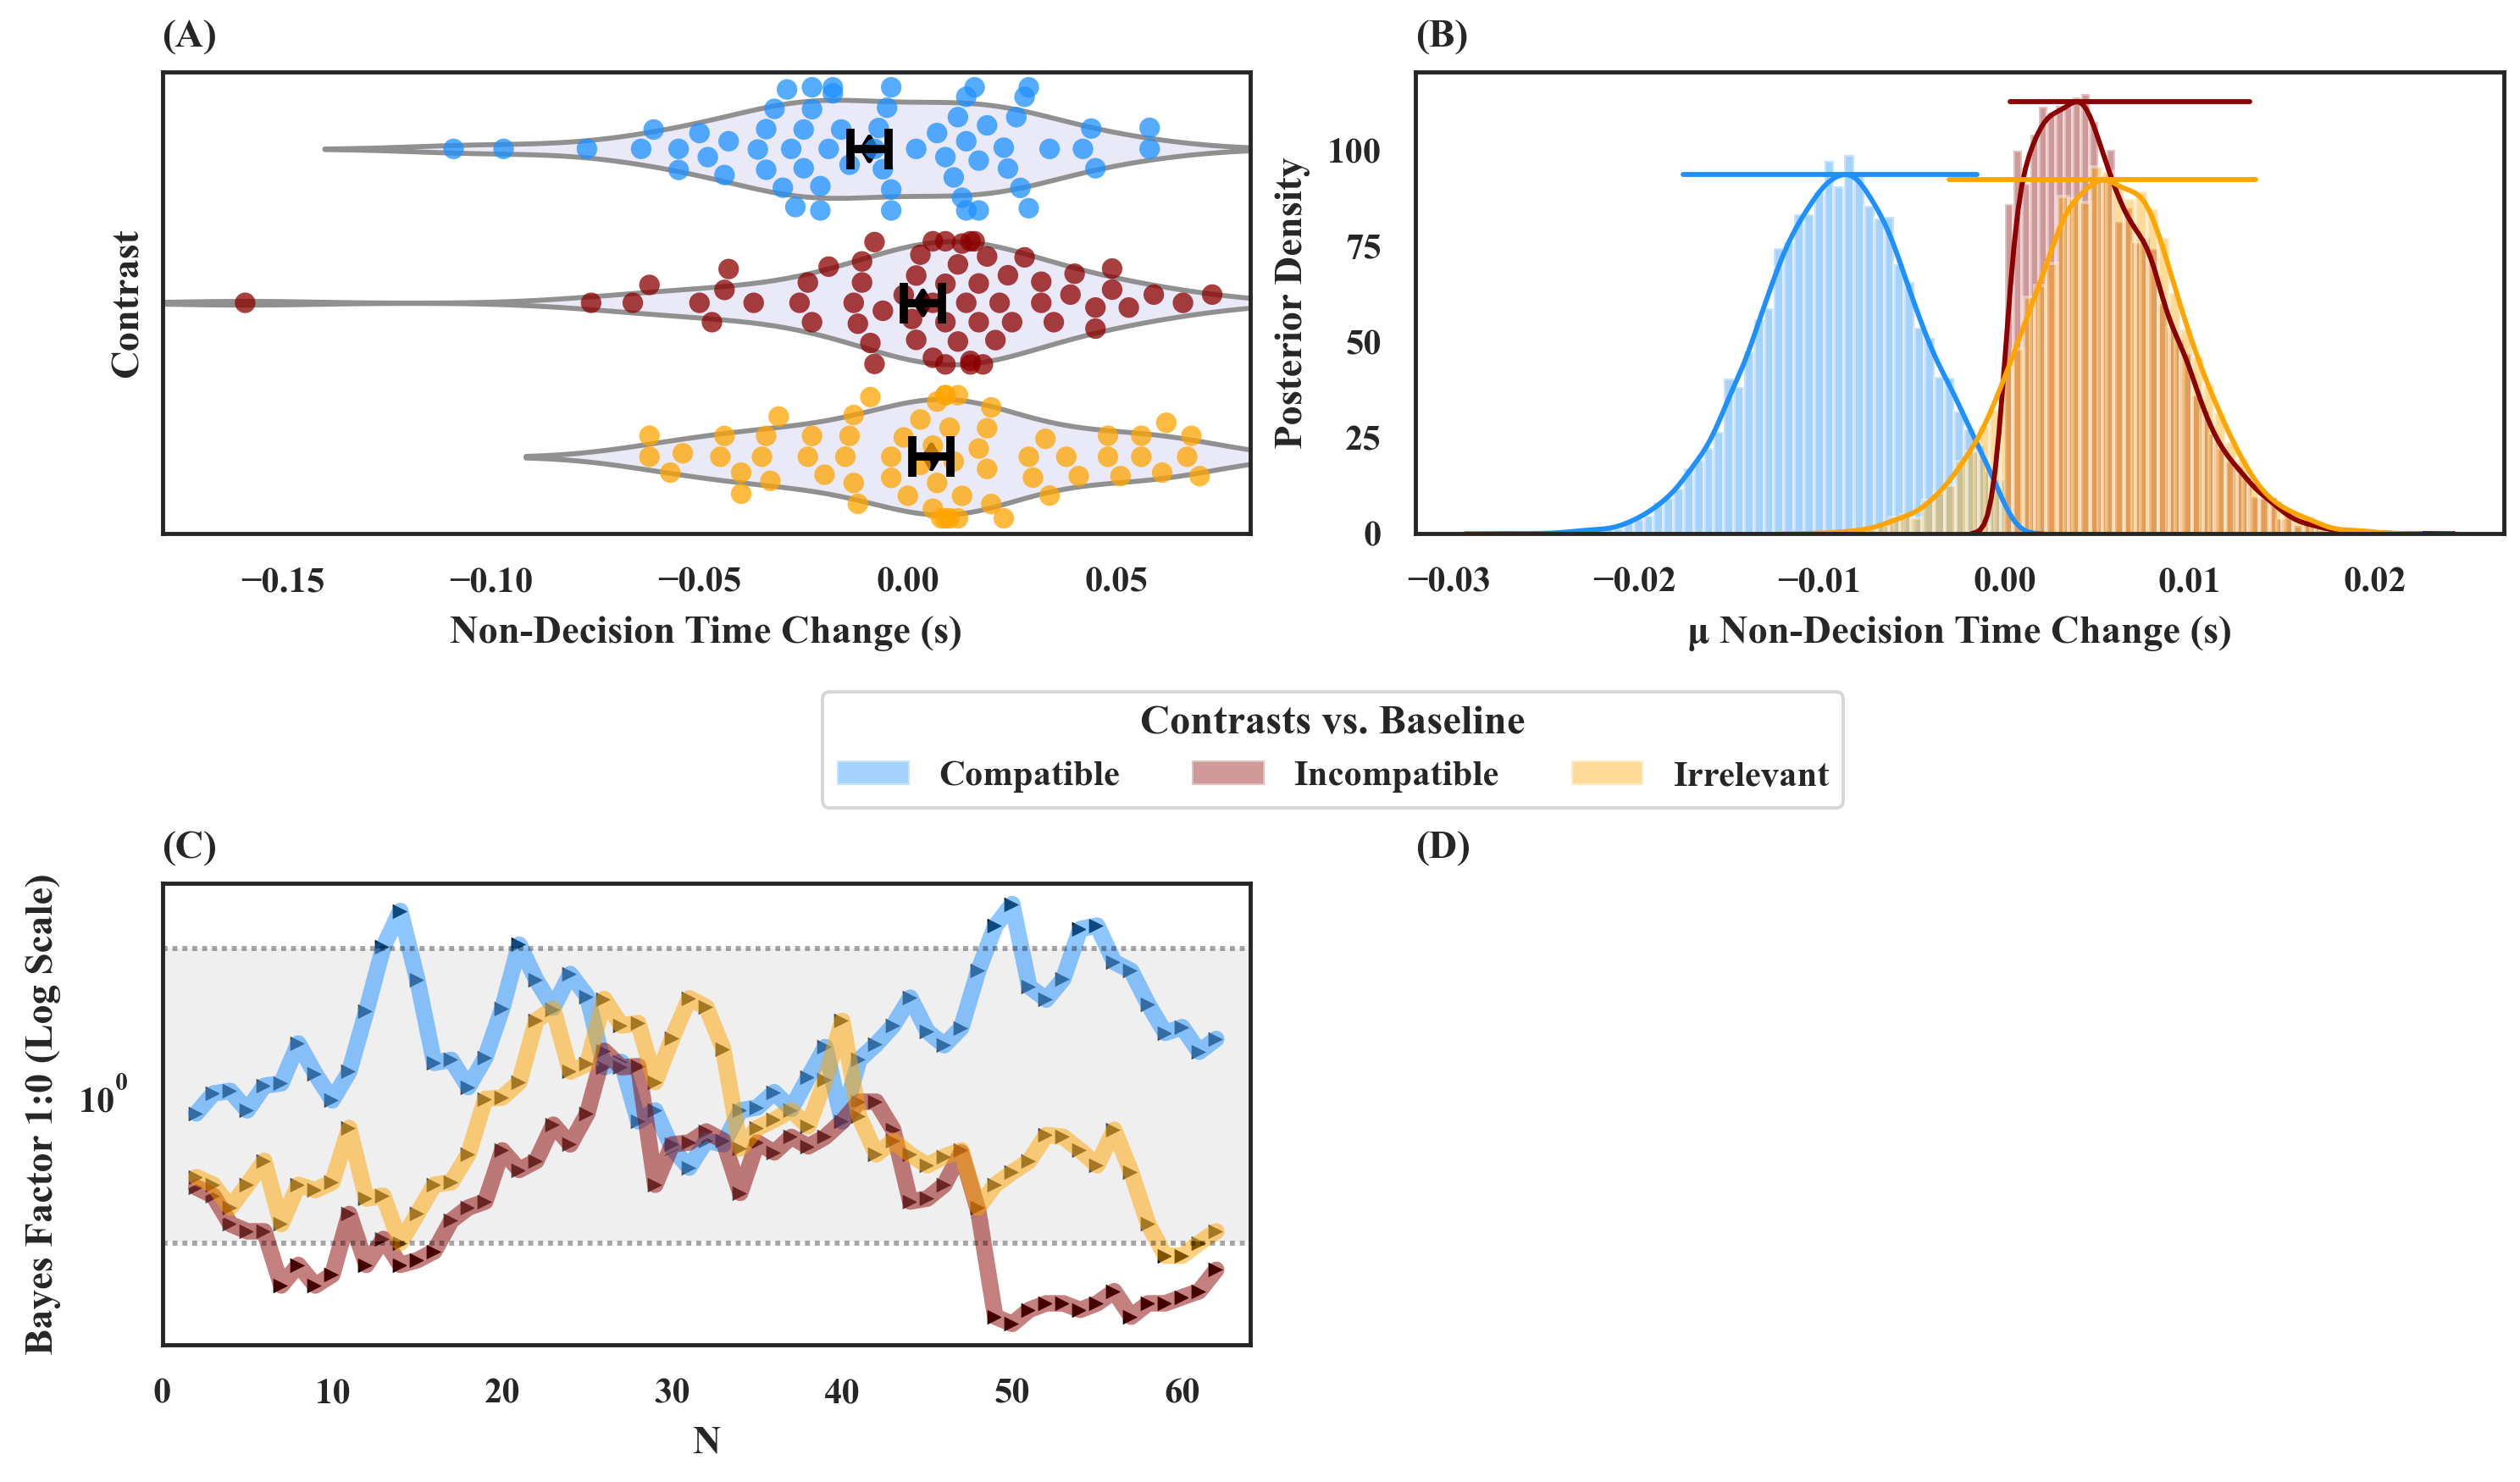 (A)
Contrast
−0.15 −0.10 −0.05 0.00 0.05
Non-Decision Time Change (s)
(B)
Posterior Density
100
75
50
25
0
−0.03 −0.02 −0.01 0.00 0.01 0.02
μ Non-Decision Time Change (s)
Contrasts vs. Baseline
Compatible Incompatible Irrelevant
(C)
Bayes Factor 1:0 (Log Scale)
10⁰
0 10 20 30 40 50 60
N
(D)